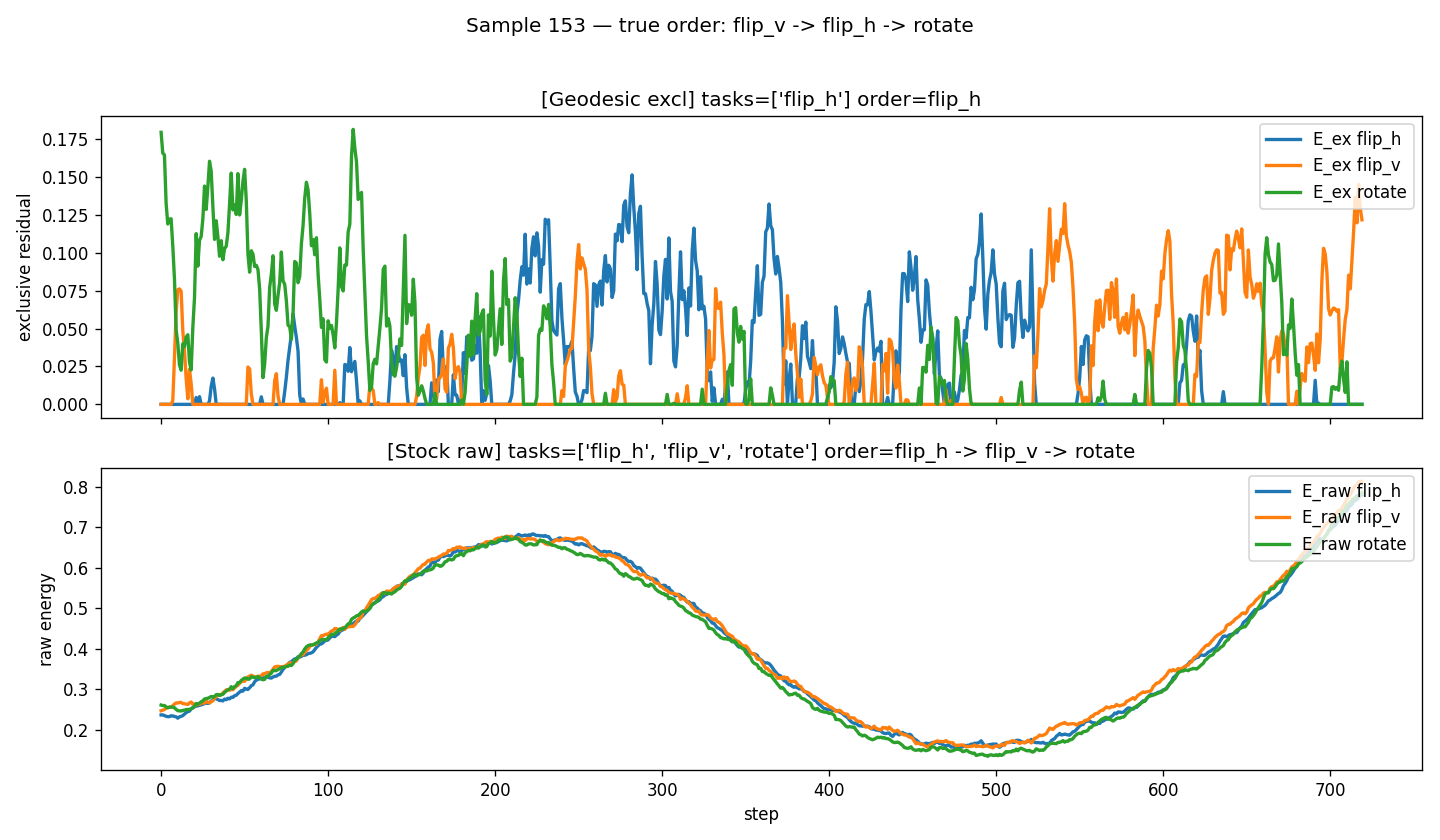 Sample 153 — true order: flip_v -> flip_h -> rotate
[Geodesic excl] tasks=['flip_h'] order=flip_h
exclusive residual
0.175
0.150
0.125
0.100
0.075
0.050
0.025
0.000
E_ex flip_h
E_ex flip_v
E_ex rotate
[Stock raw] tasks=['flip_h', 'flip_v', 'rotate'] order=flip_h -> flip_v -> rotate
raw energy
0.8
0.7
0.6
0.5
0.4
0.3
0.2
E_raw flip_h
E_raw flip_v
E_raw rotate
0 100 200 300 400 500 600 700
step